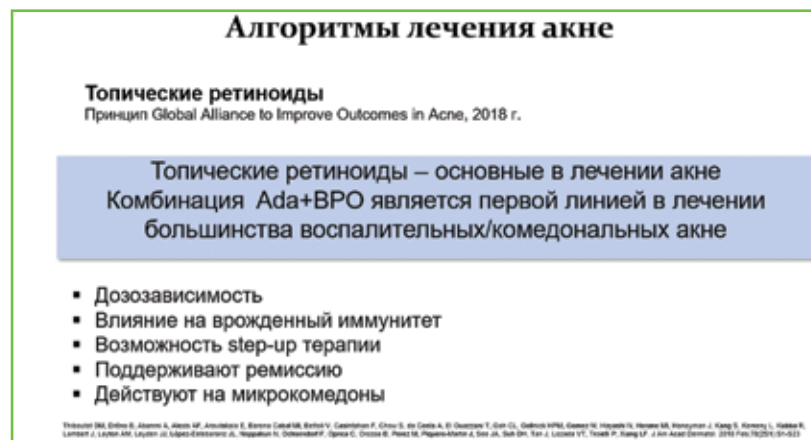 Алгоритмы лечения акне
Топические ретиноиды
Принцип Global Alliance to Improve Outcomes in Acne, 2018 г.
Топические ретиноиды – основные в лечении акне
Комбинация Ada+BPO является первой линией в лечении
большинства воспалительных/комедональных акне
▪ Дозозависимость
▪ Влияние на врожденный иммунитет
▪ Возможность step-up терапии
▪ Поддерживают ремиссию
▪ Действуют на микрокомедоны